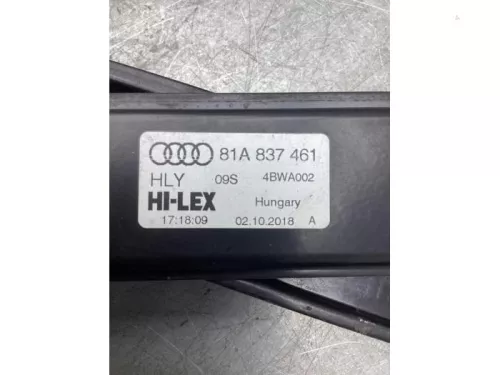 81A 837 461
HLY 09S 4BWA002
HI-LEX Hungary
17:18:09 02.10.2018 A